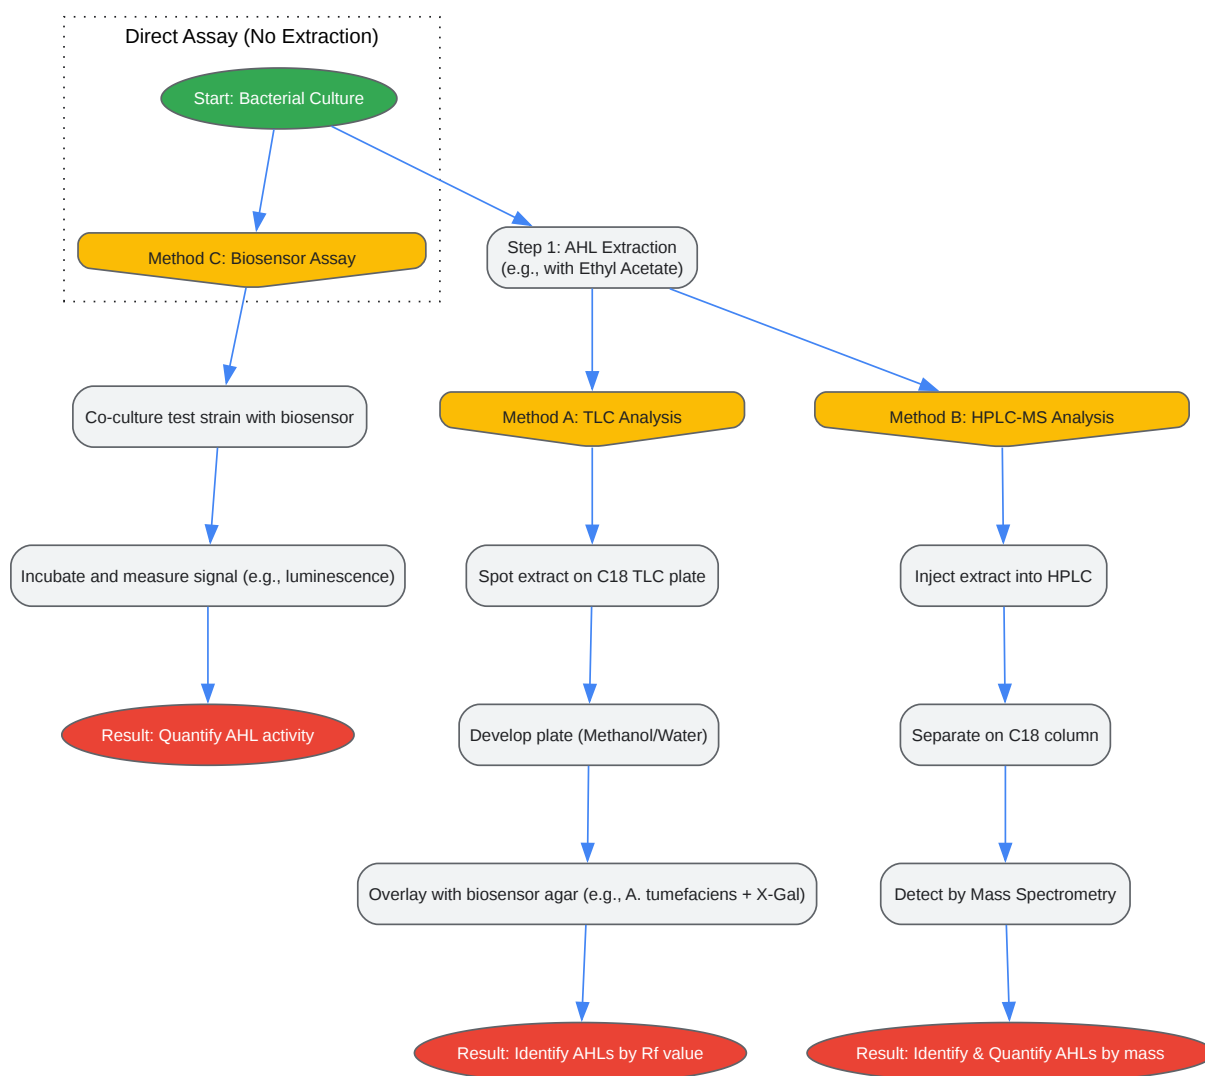 Direct Assay (No Extraction)
Start: Bacterial Culture
Method C: Biosensor Assay
Step 1: AHL Extraction
(e.g., with Ethyl Acetate)
Co-culture test strain with biosensor
Method A: TLC Analysis
Method B: HPLC-MS Analysis
Incubate and measure signal (e.g., luminescence)
Spot extract on C18 TLC plate
Inject extract into HPLC
Result: Quantify AHL activity
Develop plate (Methanol/Water)
Separate on C18 column
Overlay with biosensor agar (e.g., A. tumefaciens + X-Gal)
Detect by Mass Spectrometry
Result: Identify AHLs by Rf value
Result: Identify & Quantify AHLs by mass